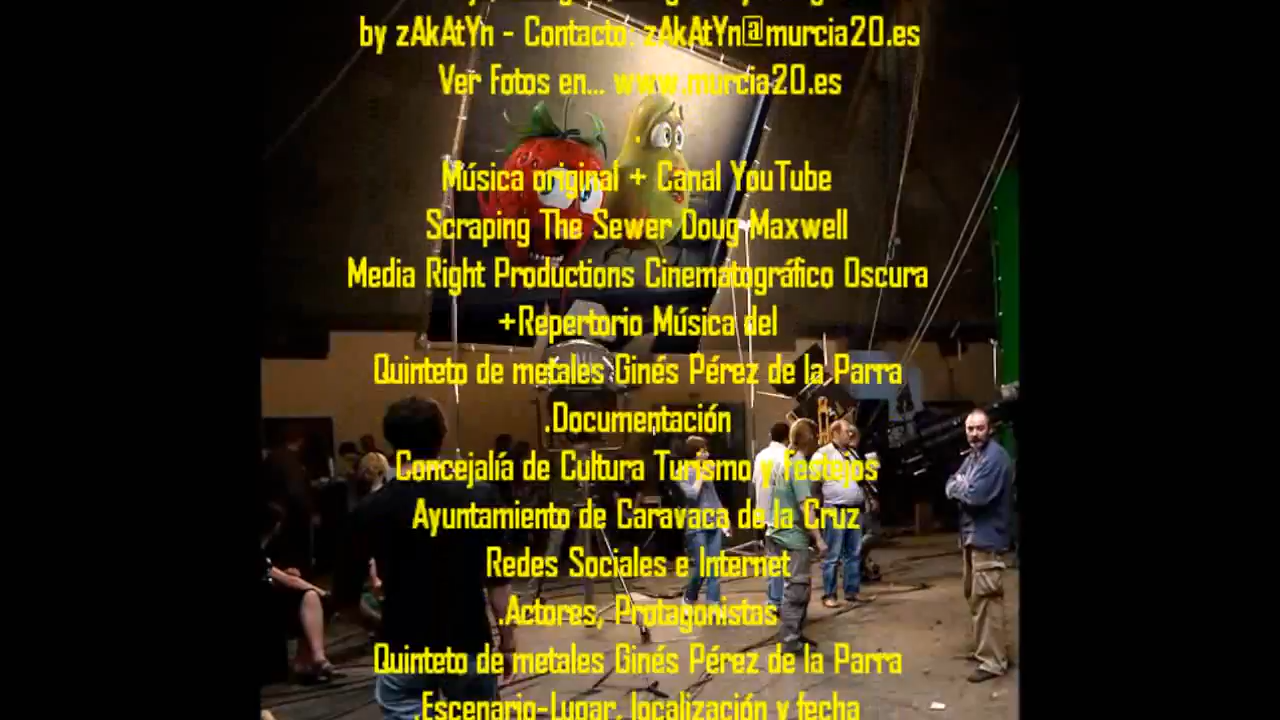 by zAkAtYn - Contacto: zAkAtYn@murcia20.es
Ver Fotos en... www.murcia20.es
.
Música original + Canal YouTube
Scraping The Sewer Doug Maxwell
Media Right Productions Cinematográfico Oscura
+Repertorio Música del
Quinteto de metales Ginés Pérez de la Parra
.Documentación
Concejalía de Cultura Turismo y festejos
Ayuntamiento de Caravaca de la Cruz
Redes Sociales e Internet
.Actores, Protagonistas
Quinteto de metales Ginés Pérez de la Parra
.Escenario-Lugar, localización y fecha